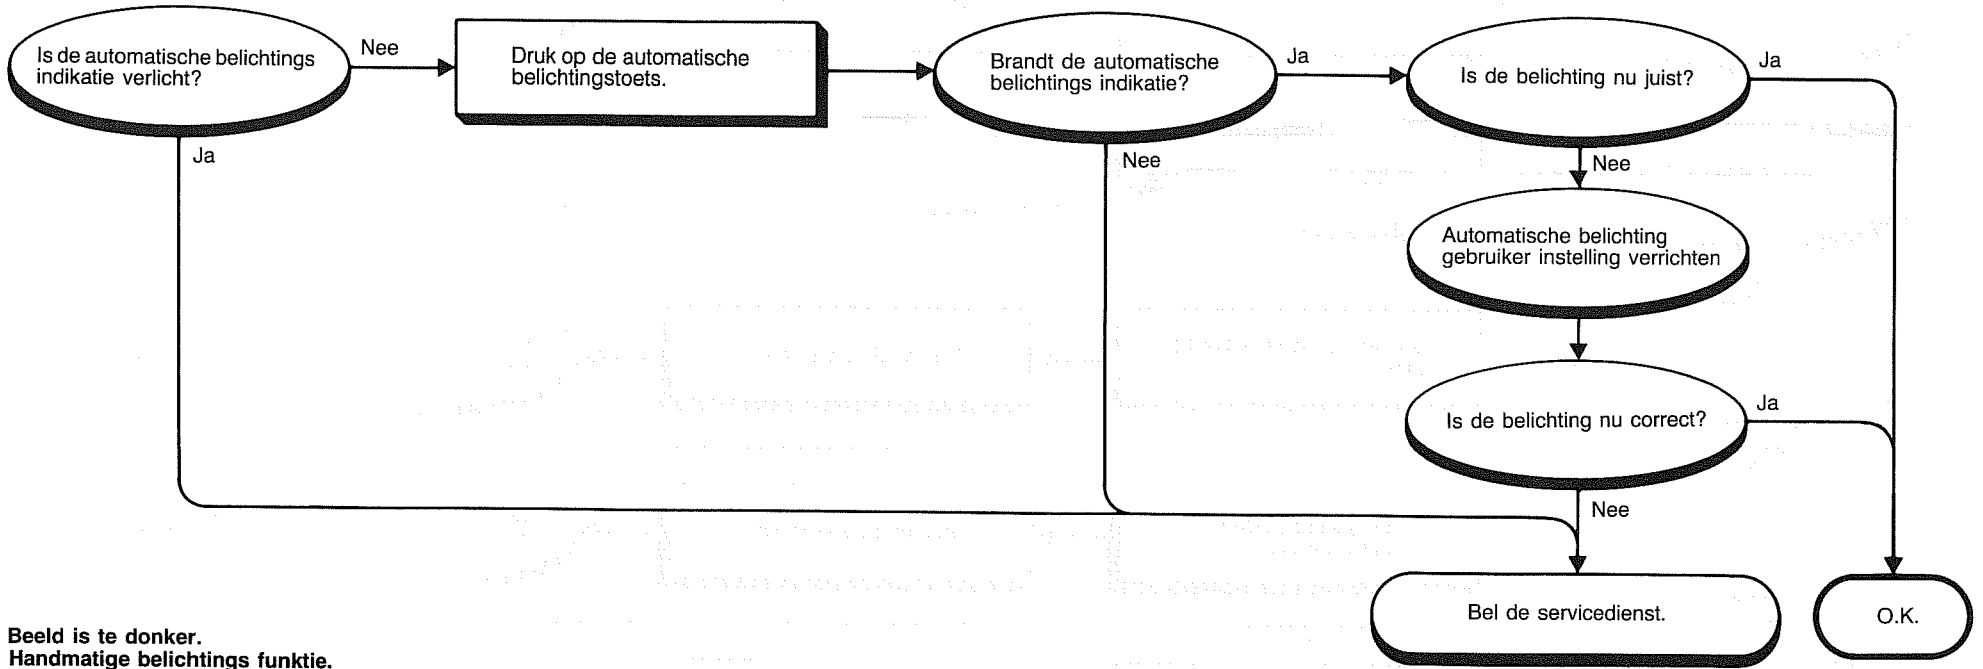 Is de automatische belichtings
indikatie verlicht?
Nee
Druk op de automatische
belichtingstoets.
Brandt de automatische
belichtings indikatie?
Ja
Is de belichting nu juist?
Ja
Ja
Nee
Nee
Automatische belichting
gebruiker instelling verrichten
Is de belichting nu correct?
Ja
Nee
Bel de servicedienst.
O.K.
Beeld is te donker.
Handmatige belichtings funktie.